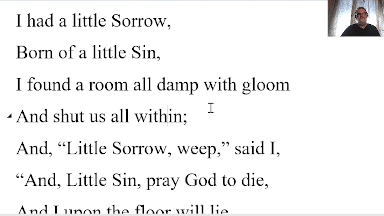 I had a little Sorrow,
Born of a little Sin,
I found a room all damp with gloom
And shut us all within;
And, “Little Sorrow, weep,” said I,
“And, Little Sin, pray God to die,
And I upon the floor will lie